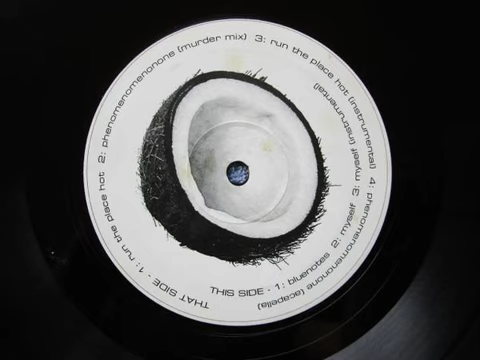 THAT SIDE - 1: run the place hot 2: phenomenomenonone (murder mix) 3: run the place hot (instrumental) 4: phenomenomenonone (acapella)
THIS SIDE - 1: bluenotes 2: myself 3: myself (instrumental)